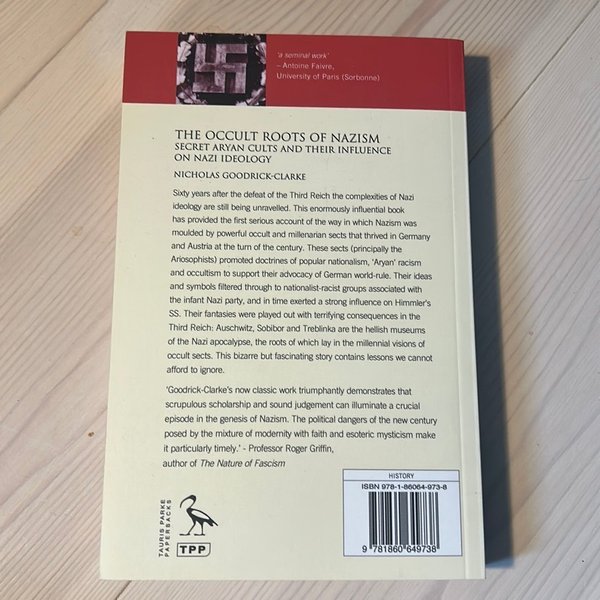 'a seminal work'
– Antoine Faivre,
University of Paris (Sorbonne)
THE OCCULT ROOTS OF NAZISM
SECRET ARYAN CULTS AND THEIR INFLUENCE
ON NAZI IDEOLOGY
NICHOLAS GOODRICK-CLARKE
Sixty years after the defeat of the Third Reich the complexities of Nazi
ideology are still being unravelled. This enormously influential book
has provided the first serious account of the way in which Nazism was
moulded by powerful occult and millenarian sects that thrived in Germany
and Austria at the turn of the century. These sects (principally the
Ariosophists) promoted doctrines of popular nationalism, 'Aryan' racism
and occultism to support their advocacy of German world-rule. Their ideas
and symbols filtered through to nationalist-racist groups associated with
the infant Nazi party, and in time exerted a strong influence on Himmler's
SS. Their fantasies were played out with terrifying consequences in the
Third Reich: Auschwitz, Sobibor and Treblinka are the hellish museums
of the Nazi apocalypse, the roots of which lay in the millennial visions of
occult sects. This bizarre but fascinating story contains lessons we cannot
afford to ignore.
'Goodrick-Clarke's now classic work triumphantly demonstrates that
scrupulous scholarship and sound judgement can illuminate a crucial
episode in the genesis of Nazism. The political dangers of the new century
posed by the mixture of modernity with faith and esoteric mysticism make
it particularly timely.' - Professor Roger Griffin,
author of The Nature of Fascism
TAURIS PARKE
PAPERBACKS
TPP
HISTORY
ISBN 978-1-86064-973-8
9 781860 649738